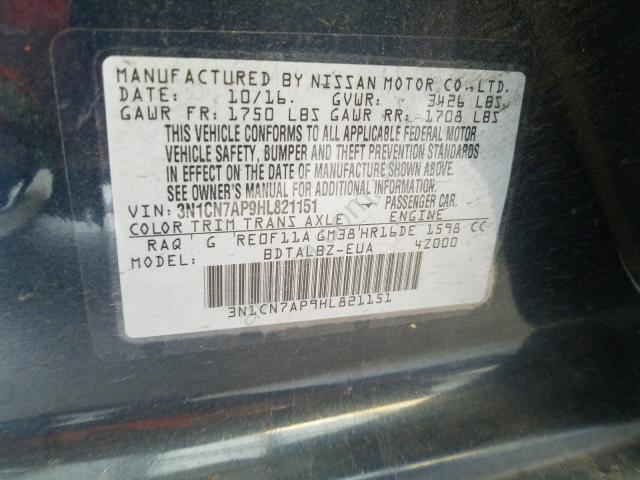 MANUFACTURED BY NISSAN MOTOR CO., LTD.
DATE: 10/16. GVWR: 3426 LBS
GAWR FR: 1750 LBS GAWR RR: 1708 LBS
THIS VEHICLE CONFORMS TO ALL APPLICABLE FEDERAL MOTOR
VEHICLE SAFETY, BUMPER AND THEFT PREVENTION STANDARDS
IN EFFECT ON THE DATE OF MANUFACTURE SHOWN ABOVE.
SEE OWNER'S MANUAL FOR ADDITIONAL INFORMATION.
VIN: 3N1CN7AP9HL821151 PASSENGER CAR.
COLOR TRIM TRANS AXLE ENGINE
RAQ G RE0F11A GM38 HR16DE 1598 CC
MODEL: BDTALBZ-EUA 4Z000
3N1CN7AP9HL821151